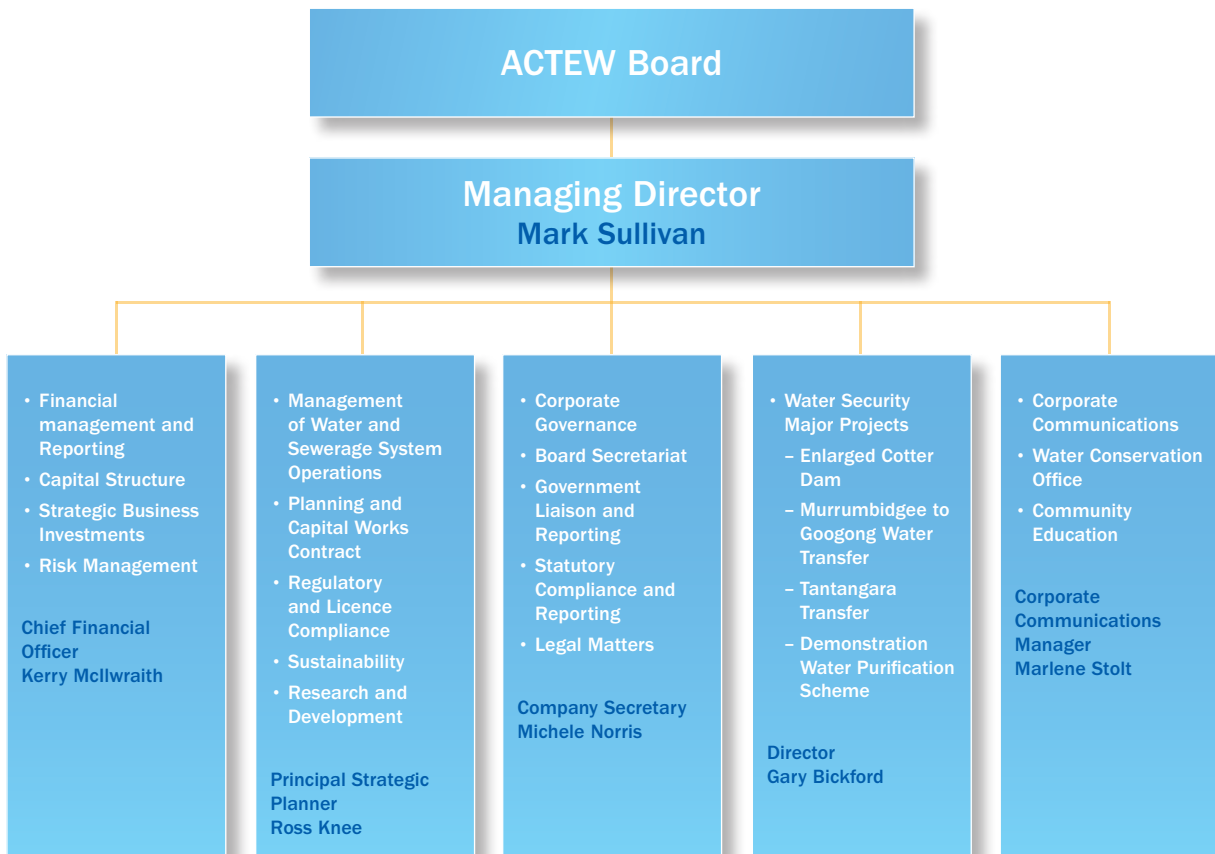 ACTEW Board
Managing Director
Mark Sullivan
• Financial
management and
Reporting
• Capital Structure
• Strategic Business
Investments
• Risk Management
Chief Financial
Officer
Kerry McIlwraith
• Management
of Water and
Sewerage System
Operations
• Planning and
Capital Works
Contract
• Regulatory
and Licence
Compliance
• Sustainability
• Research and
Development
Principal Strategic
Planner
Ross Knee
• Corporate
Governance
• Board Secretariat
• Government
Liaison and
Reporting
• Statutory
Compliance and
Reporting
• Legal Matters
Company Secretary
Michele Norris
• Water Security
Major Projects
– Enlarged Cotter
Dam
– Murrumbidgee to
Googong Water
Transfer
– Tantangara
Transfer
– Demonstration
Water Purification
Scheme
Director
Gary Bickford
• Corporate
Communications
• Water Conservation
Office
• Community
Education
Corporate
Communications
Manager
Marlene Stolt